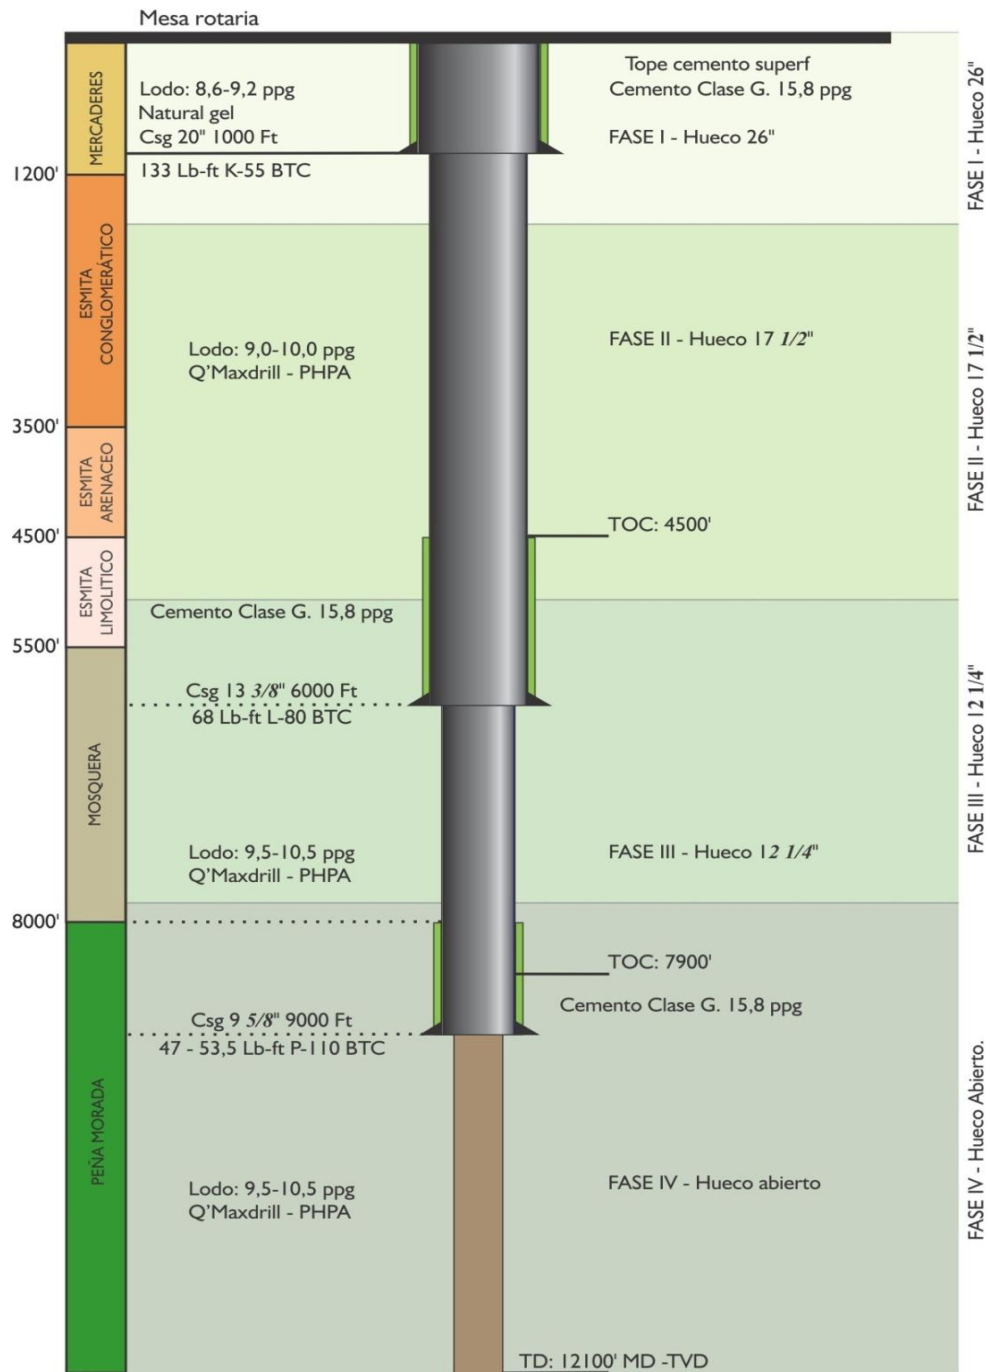 Mesa rotaria
MERCADERES
Lodo: 8,6-9,2 ppg
Natural gel
Csg 20" 1000 Ft
133 Lb-ft K-55 BTC
Tope cemento superf
Cemento Clase G. 15,8 ppg
FASE I - Hueco 26"
FASE I - Hueco 26"
1200'
ESMITA
CONGLOMERÁTICO
Lodo: 9,0-10,0 ppg
Q'Maxdrill - PHPA
FASE II - Hueco 17 1/2"
FASE II - Hueco 17 1/2"
3500'
ESMITA
ARENACEO
4500'
TOC: 4500'
ESMITA
LIMOLITICO
Cemento Clase G. 15,8 ppg
5500'
MOSQUERA
Csg 13 3/8" 6000 Ft
68 Lb-ft L-80 BTC
Lodo: 9,5-10,5 ppg
Q'Maxdrill - PHPA
FASE III - Hueco 12 1/4"
FASE III - Hueco 12 1/4"
8000'
PEÑA MORADA
TOC: 7900'
Cemento Clase G. 15,8 ppg
Csg 9 5/8" 9000 Ft
47 - 53,5 Lb-ft P-110 BTC
Lodo: 9,5-10,5 ppg
Q'Maxdrill - PHPA
FASE IV - Hueco abierto
FASE IV - Hueco Abierto.
TD: 12100' MD -TVD